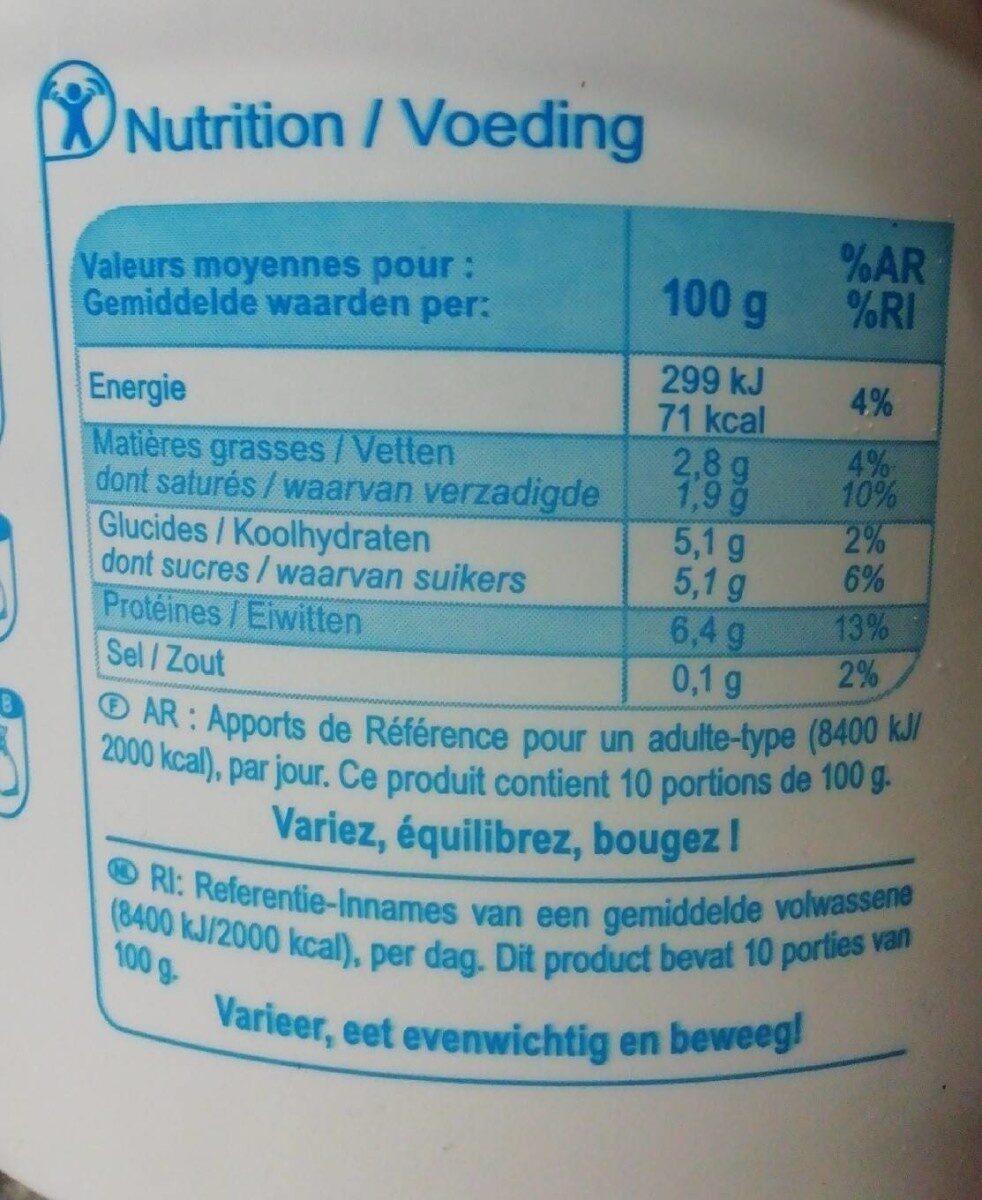 Nutrition / Voeding
Valeurs moyennes pour :
Gemiddelde waarden per:
100 g
%AR
%RI
Energie
299 kJ
71 kcal
4%
Matières grasses / Vetten 2,8 g 4%
dont saturés / waarvan verzadigde 1,9 g 10%
Glucides / Koolhydraten 5,1 g 2%
dont sucres / waarvan suikers 5,1 g 6%
Protéines / Eiwitten 6,4 g 13%
Sel / Zout 0,1 g 2%
F AR : Apports de Référence pour un adulte-type (8400 kJ/
2000 kcal), par jour. Ce produit contient 10 portions de 100 g.
Variez, équilibrez, bougez !
NL RI: Referentie-Innames van een gemiddelde volwassene
(8400 kJ/2000 kcal), per dag. Dit product bevat 10 porties van
100 g.
Varieer, eet evenwichtig en beweeg!
B